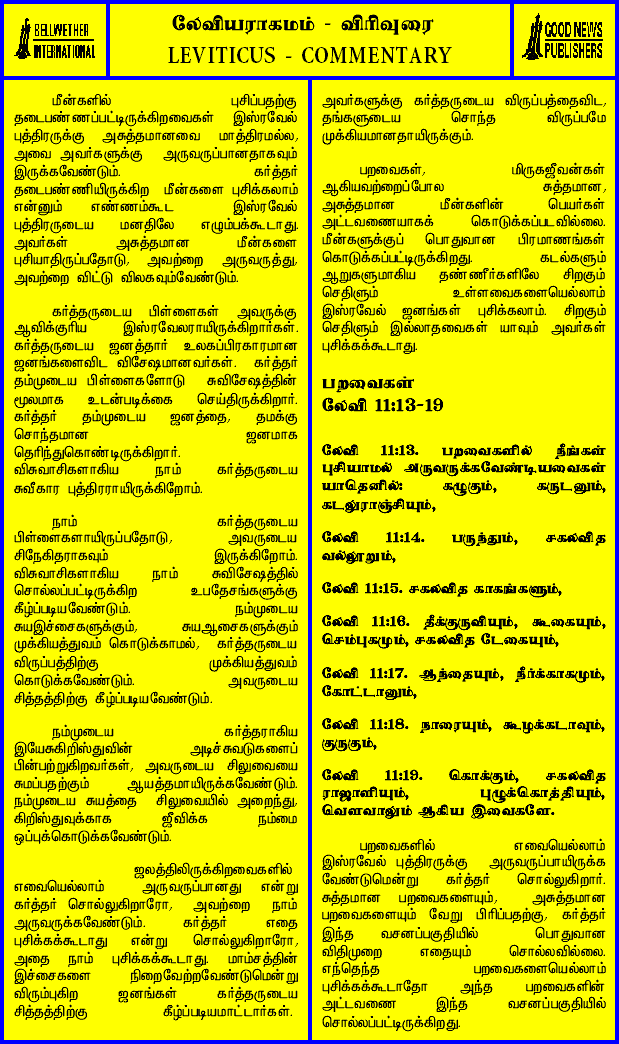 BELLWETHER
INTERNATIONAL
லேவியராகமம் - விரிவுரை
LEVITICUS - COMMENTARY
GOOD NEWS
PUBLISHERS
மீன்களில் புசிப்பதற்கு
தடைபண்ணப்பட்டிருக்கிறவைகள் இஸ்ரவேல்
புத்திரருக்கு அசுத்தமானவை மாத்திரமல்ல,
அவை அவர்களுக்கு அருவருப்பானதாகவும்
இருக்கவேண்டும். கர்த்தர்
தடைபண்ணியிருக்கிற மீன்களை புசிக்கலாம்
என்னும் எண்ணம்கூட இஸ்ரவேல்
புத்திரருடைய மனதிலே எழும்பக்கூடாது.
அவர்கள் அசுத்தமான மீன்களை
புசியாதிருப்பதோடு, அவற்றை அருவருத்து,
அவற்றை விட்டு விலகவும்வேண்டும்.
கர்த்தருடைய பிள்ளைகள் அவருக்கு
ஆவிக்குரிய இஸ்ரவேலராயிருக்கிறார்கள்.
கர்த்தருடைய ஜனத்தார் உலகப்பிரகாரமான
ஜனங்களைவிட விசேஷமானவர்கள். கர்த்தர்
தம்முடைய பிள்ளைகளோடு சுவிசேஷத்தின்
மூலமாக உடன்படிக்கை செய்திருக்கிறார்.
கர்த்தர் தம்முடைய ஜனத்தை, தமக்கு
சொந்தமான ஜனமாக
தெரிந்துகொண்டிருக்கிறார்.
விசுவாசிகளாகிய நாம் கர்த்தருடைய
சுவீகார புத்திரராயிருக்கிறோம்.
நாம் கர்த்தருடைய
பிள்ளைகளாயிருப்பதோடு, அவருடைய
சிநேகிதராகவும் இருக்கிறோம்.
விசுவாசிகளாகிய நாம் சுவிசேஷத்தில்
சொல்லப்பட்டிருக்கிற உபதேசங்களுக்கு
கீழ்ப்படியவேண்டும். நம்முடைய
சுயஇச்சைகளுக்கும், சுயஆசைகளுக்கும்
முக்கியத்துவம் கொடுக்காமல், கர்த்தருடைய
விருப்பத்திற்கு முக்கியத்துவம்
கொடுக்கவேண்டும். அவருடைய
சித்தத்திற்கு கீழ்ப்படியவேண்டும்.
நம்முடைய கர்த்தராகிய
இயேசுகிறிஸ்துவின் அடிச்சுவடுகளைப்
பின்பற்றுகிறவர்கள், அவருடைய சிலுவையை
சுமப்பதற்கும் ஆயத்தமாயிருக்கவேண்டும்.
நம்முடைய சுயத்தை சிலுவையில் அறைந்து,
கிறிஸ்துவுக்காக ஜீவிக்க நம்மை
ஒப்புக்கொடுக்கவேண்டும்.
ஜலத்திலிருக்கிறவைகளில்
எவையெல்லாம் அருவருப்பானது என்று
கர்த்தர் சொல்லுகிறாரோ, அவற்றை நாம்
அருவருக்கவேண்டும். கர்த்தர் எதை
புசிக்கக்கூடாது என்று சொல்லுகிறாரோ,
அதை நாம் புசிக்கக்கூடாது. மாம்சத்தின்
இச்சைகளை நிறைவேற்றவேண்டுமென்று
விரும்புகிற ஜனங்கள் கர்த்தருடைய
சித்தத்திற்கு கீழ்ப்படியமாட்டார்கள்.
அவர்களுக்கு கர்த்தருடைய விருப்பத்தைவிட,
தங்களுடைய சொந்த விருப்பமே
முக்கியமானதாயிருக்கும்.
பறவைகள், மிருகஜீவன்கள்
ஆகியவற்றைப்போல சுத்தமான,
அசுத்தமான மீன்களின் பெயர்கள்
அட்டவணையாகக் கொடுக்கப்படவில்லை.
மீன்களுக்குப் பொதுவான பிரமாணங்கள்
கொடுக்கப்பட்டிருக்கிறது. கடல்களும்
ஆறுகளுமாகிய தண்ணீர்களிலே சிறகும்
செதிளும் உள்ளவைகளையெல்லாம்
இஸ்ரவேல் ஜனங்கள் புசிக்கலாம். சிறகும்
செதிளும் இல்லாதவைகள் யாவும் அவர்கள்
புசிக்கக்கூடாது.
பறவைகள்
லேவி 11:13-19
லேவி 11:13. பறவைகளில் நீங்கள்
புசியாமல் அருவருக்கவேண்டியவைகள்
யாதெனில்: கழுகும், கருடனும்,
கடலுராஞ்சியும்,
லேவி 11:14. பருந்தும், சகலவித
வல்லூறும்,
லேவி 11:15. சகலவித காகங்களும்,
லேவி 11:16. தீக்குருவியும், கூகையும்,
செம்புகமும், சகலவித டேகையும்,
லேவி 11:17. ஆந்தையும், நீர்க்காகமும்,
கோட்டானும்,
லேவி 11:18. நாரையும், கூழக்கடாவும்,
குருகும்,
லேவி 11:19. கொக்கும், சகலவித
ராஜாளியும், புழுக்கொத்தியும்,
வெளவாலும் ஆகிய இவைகளே.
பறவைகளில் எவையெல்லாம்
இஸ்ரவேல் புத்திரருக்கு அருவருப்பாயிருக்க
வேண்டுமென்று கர்த்தர் சொல்லுகிறார்.
சுத்தமான பறவைகளையும், அசுத்தமான
பறவைகளையும் வேறு பிரிப்பதற்கு, கர்த்தர்
இந்த வசனப்பகுதியில் பொதுவான
விதிமுறை எதையும் சொல்லவில்லை.
எந்தெந்த பறவைகளையெல்லாம்
புசிக்கக்கூடாதோ அந்த பறவைகளின்
அட்டவணை இந்த வசனப்பகுதியில்
சொல்லப்பட்டிருக்கிறது.